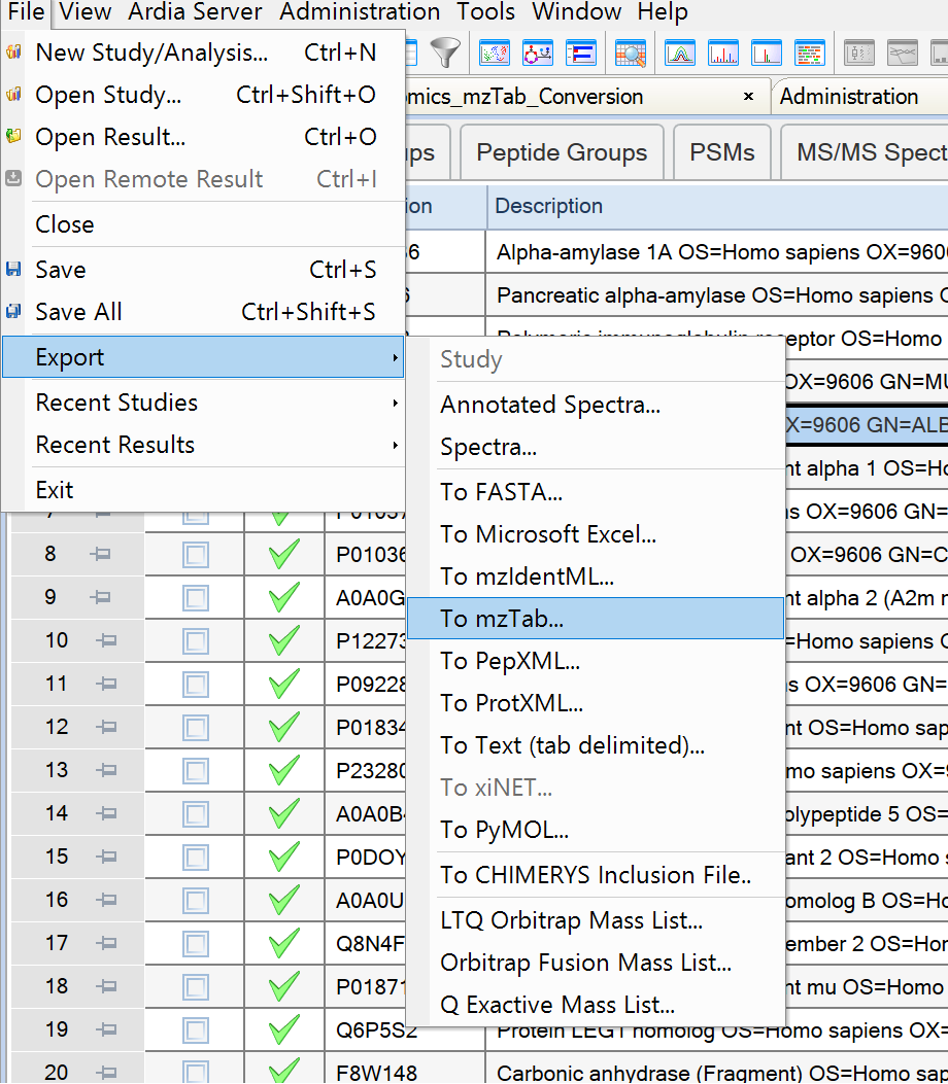 File View Ardia Server Administration Tools Window Help
New Study/Analysis... Ctrl+N
Open Study... Ctrl+Shift+O
Open Result... Ctrl+O
Open Remote Result Ctrl+I
Close
Save Ctrl+S
Save All Ctrl+Shift+S
Export
Recent Studies
Recent Results
Exit
omics_mzTab_Conversion × Administration
ps Peptide Groups PSMs MS/MS Spect
ion Description
6 Alpha-amylase 1A OS=Homo sapiens OX=960
Pancreatic alpha-amylase OS=Homo sapiens O
Polymeric immunoglobulin receptor OS=Homo
OX=9606 GN=MU
X=9606 GN=ALB
nt alpha 1 OS=Ho
Study
Annotated Spectra...
Spectra...
To FASTA...
To Microsoft Excel...
To mzIdentML...
To mzTab...
To PepXML...
To ProtXML...
To Text (tab delimited)...
To xiNET...
To PyMOL...
To CHIMERYS Inclusion File..
LTQ Orbitrap Mass List...
Orbitrap Fusion Mass List...
Q Exactive Mass List...
7 P01037 ns OX=9606 GN=
8 P01036 OX=9606 GN=C
9 A0A0G nt alpha 2 (A2m r
10 P12273 =Homo sapiens O
11 P09228 ns OX=9606 GN=
12 P01834 nt OS=Homo sapi
13 P23280 mo sapiens OX=9
14 A0A0B olypeptide 5 OS=
15 P0DOY ant 2 OS=Homo s
16 A0A0U omolog B OS=Ho
17 Q8N4F ember 2 OS=Hom
18 P01871 nt mu OS=Homo s
19 Q6P5S2 Protein LEG1 homolog OS=Homo sapiens OX=
20 F8W148 Carbonic anhydrase (Fragment) OS=Homo sap